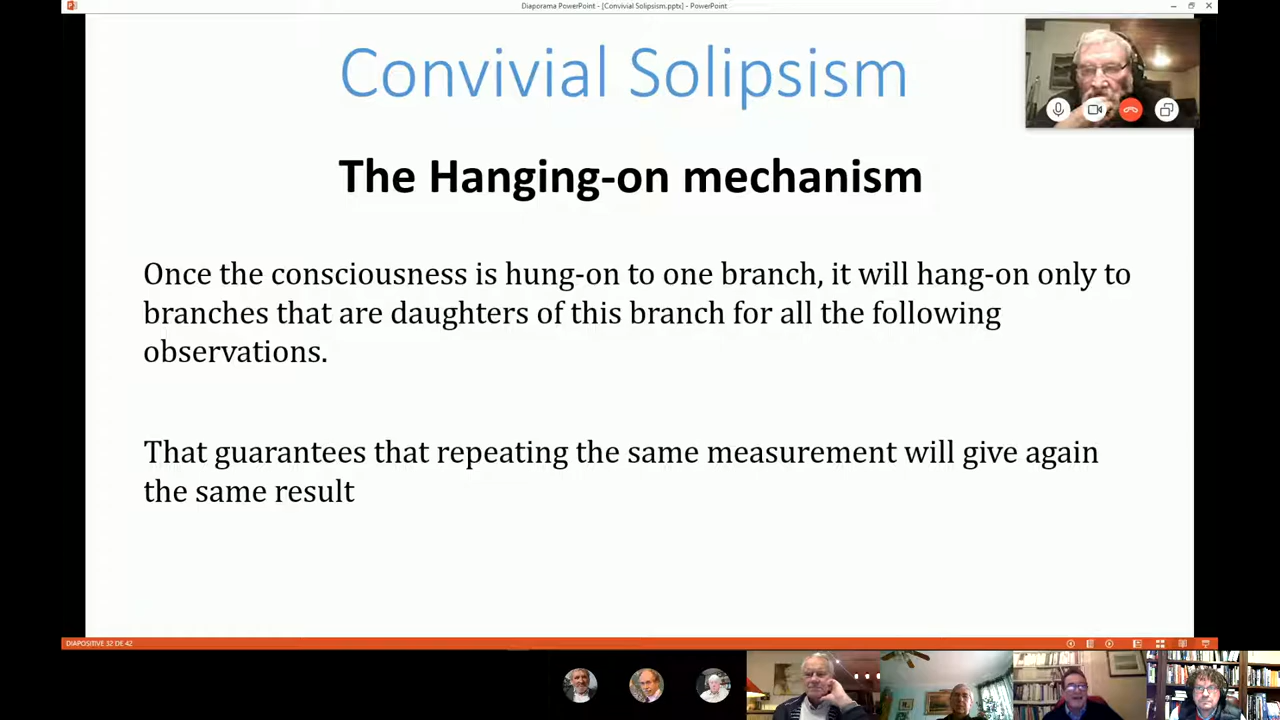 Diaporama PowerPoint - [Convivial Solipsism.pptx] - PowerPoint
Convivial Solipsism
The Hanging-on mechanism
Once the consciousness is hung-on to one branch, it will hang-on only to
branches that are daughters of this branch for all the following
observations.
That guarantees that repeating the same measurement will give again
the same result
DIAPOSITIVE 32 DE 42